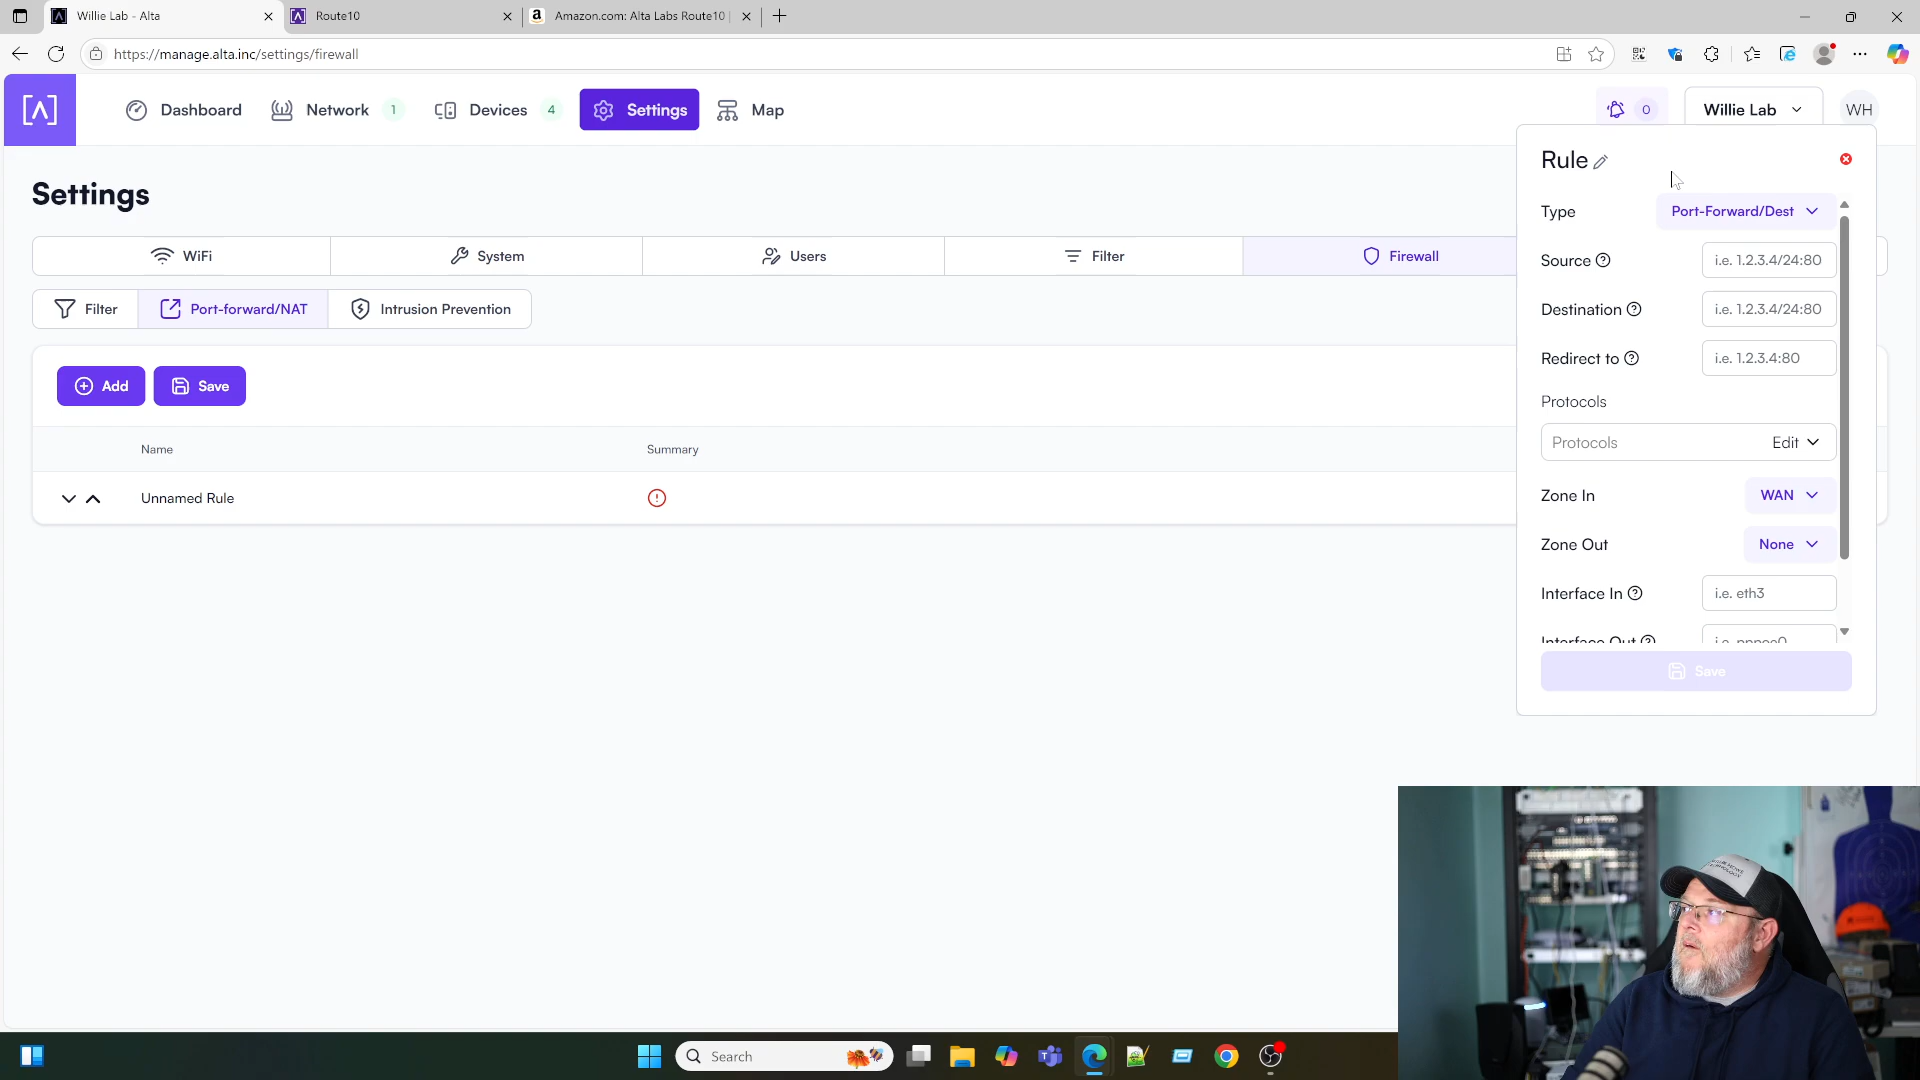 Willie Lab - Alta
Route10
Amazon.com: Alta Labs Route10 |
https://manage.alta.inc/settings/firewall
[A]
Dashboard
Network 1
Devices 4
Settings
Map
0
Willie Lab
WH
Settings
WiFi
System
Users
Filter
Firewall
Filter
Port-forward/NAT
Intrusion Prevention
Add
Save
Name
Summary
Unnamed Rule
Rule
Type
Port-Forward/Dest
Source
i.e. 1.2.3.4/24:80
Destination
i.e. 1.2.3.4/24:80
Redirect to
i.e. 1.2.3.4:80
Protocols
Protocols
Edit
Zone In
WAN
Zone Out
None
Interface In
i.e. eth3
Interface Out
i.e. pppoe0
Save
Search